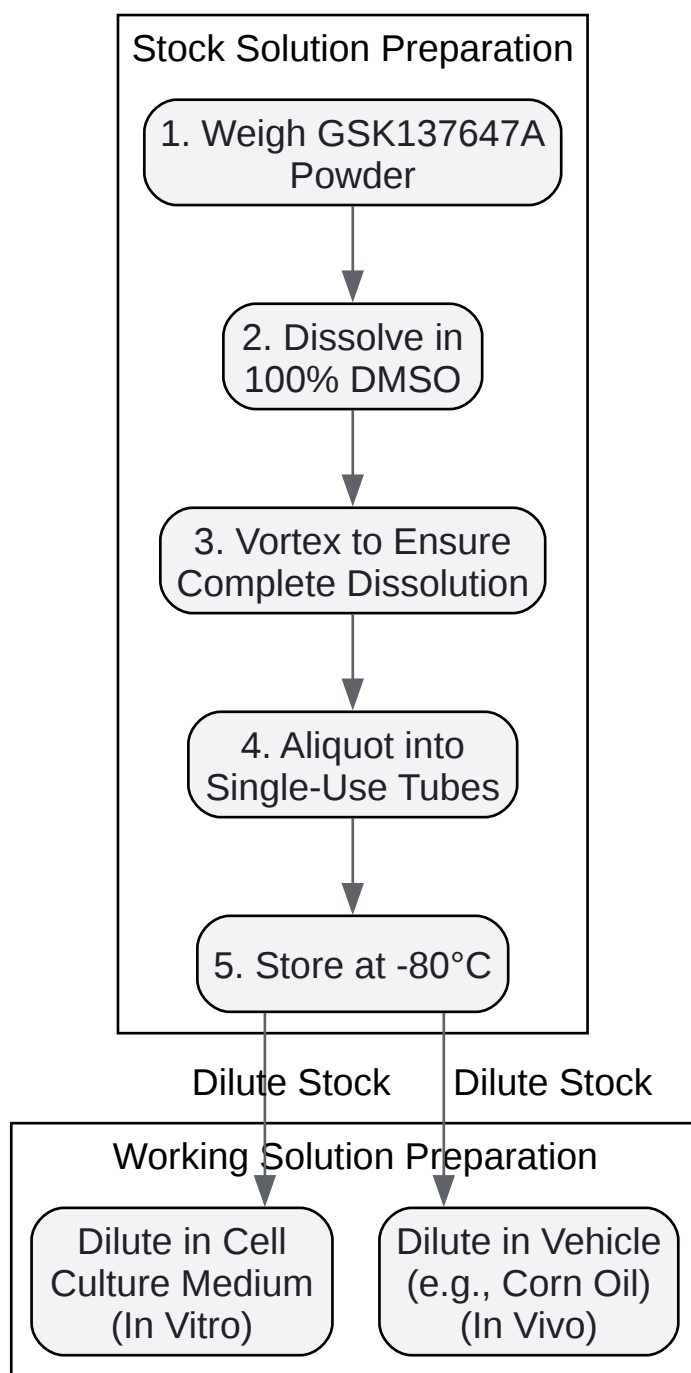 Stock Solution Preparation
1. Weigh GSK137647A
Powder
2. Dissolve in
100% DMSO
3. Vortex to Ensure
Complete Dissolution
4. Aliquot into
Single-Use Tubes
5. Store at -80°C
Dilute Stock
Dilute Stock
Working Solution Preparation
Dilute in Cell
Culture Medium
(In Vitro)
Dilute in Vehicle
(e.g., Corn Oil)
(In Vivo)